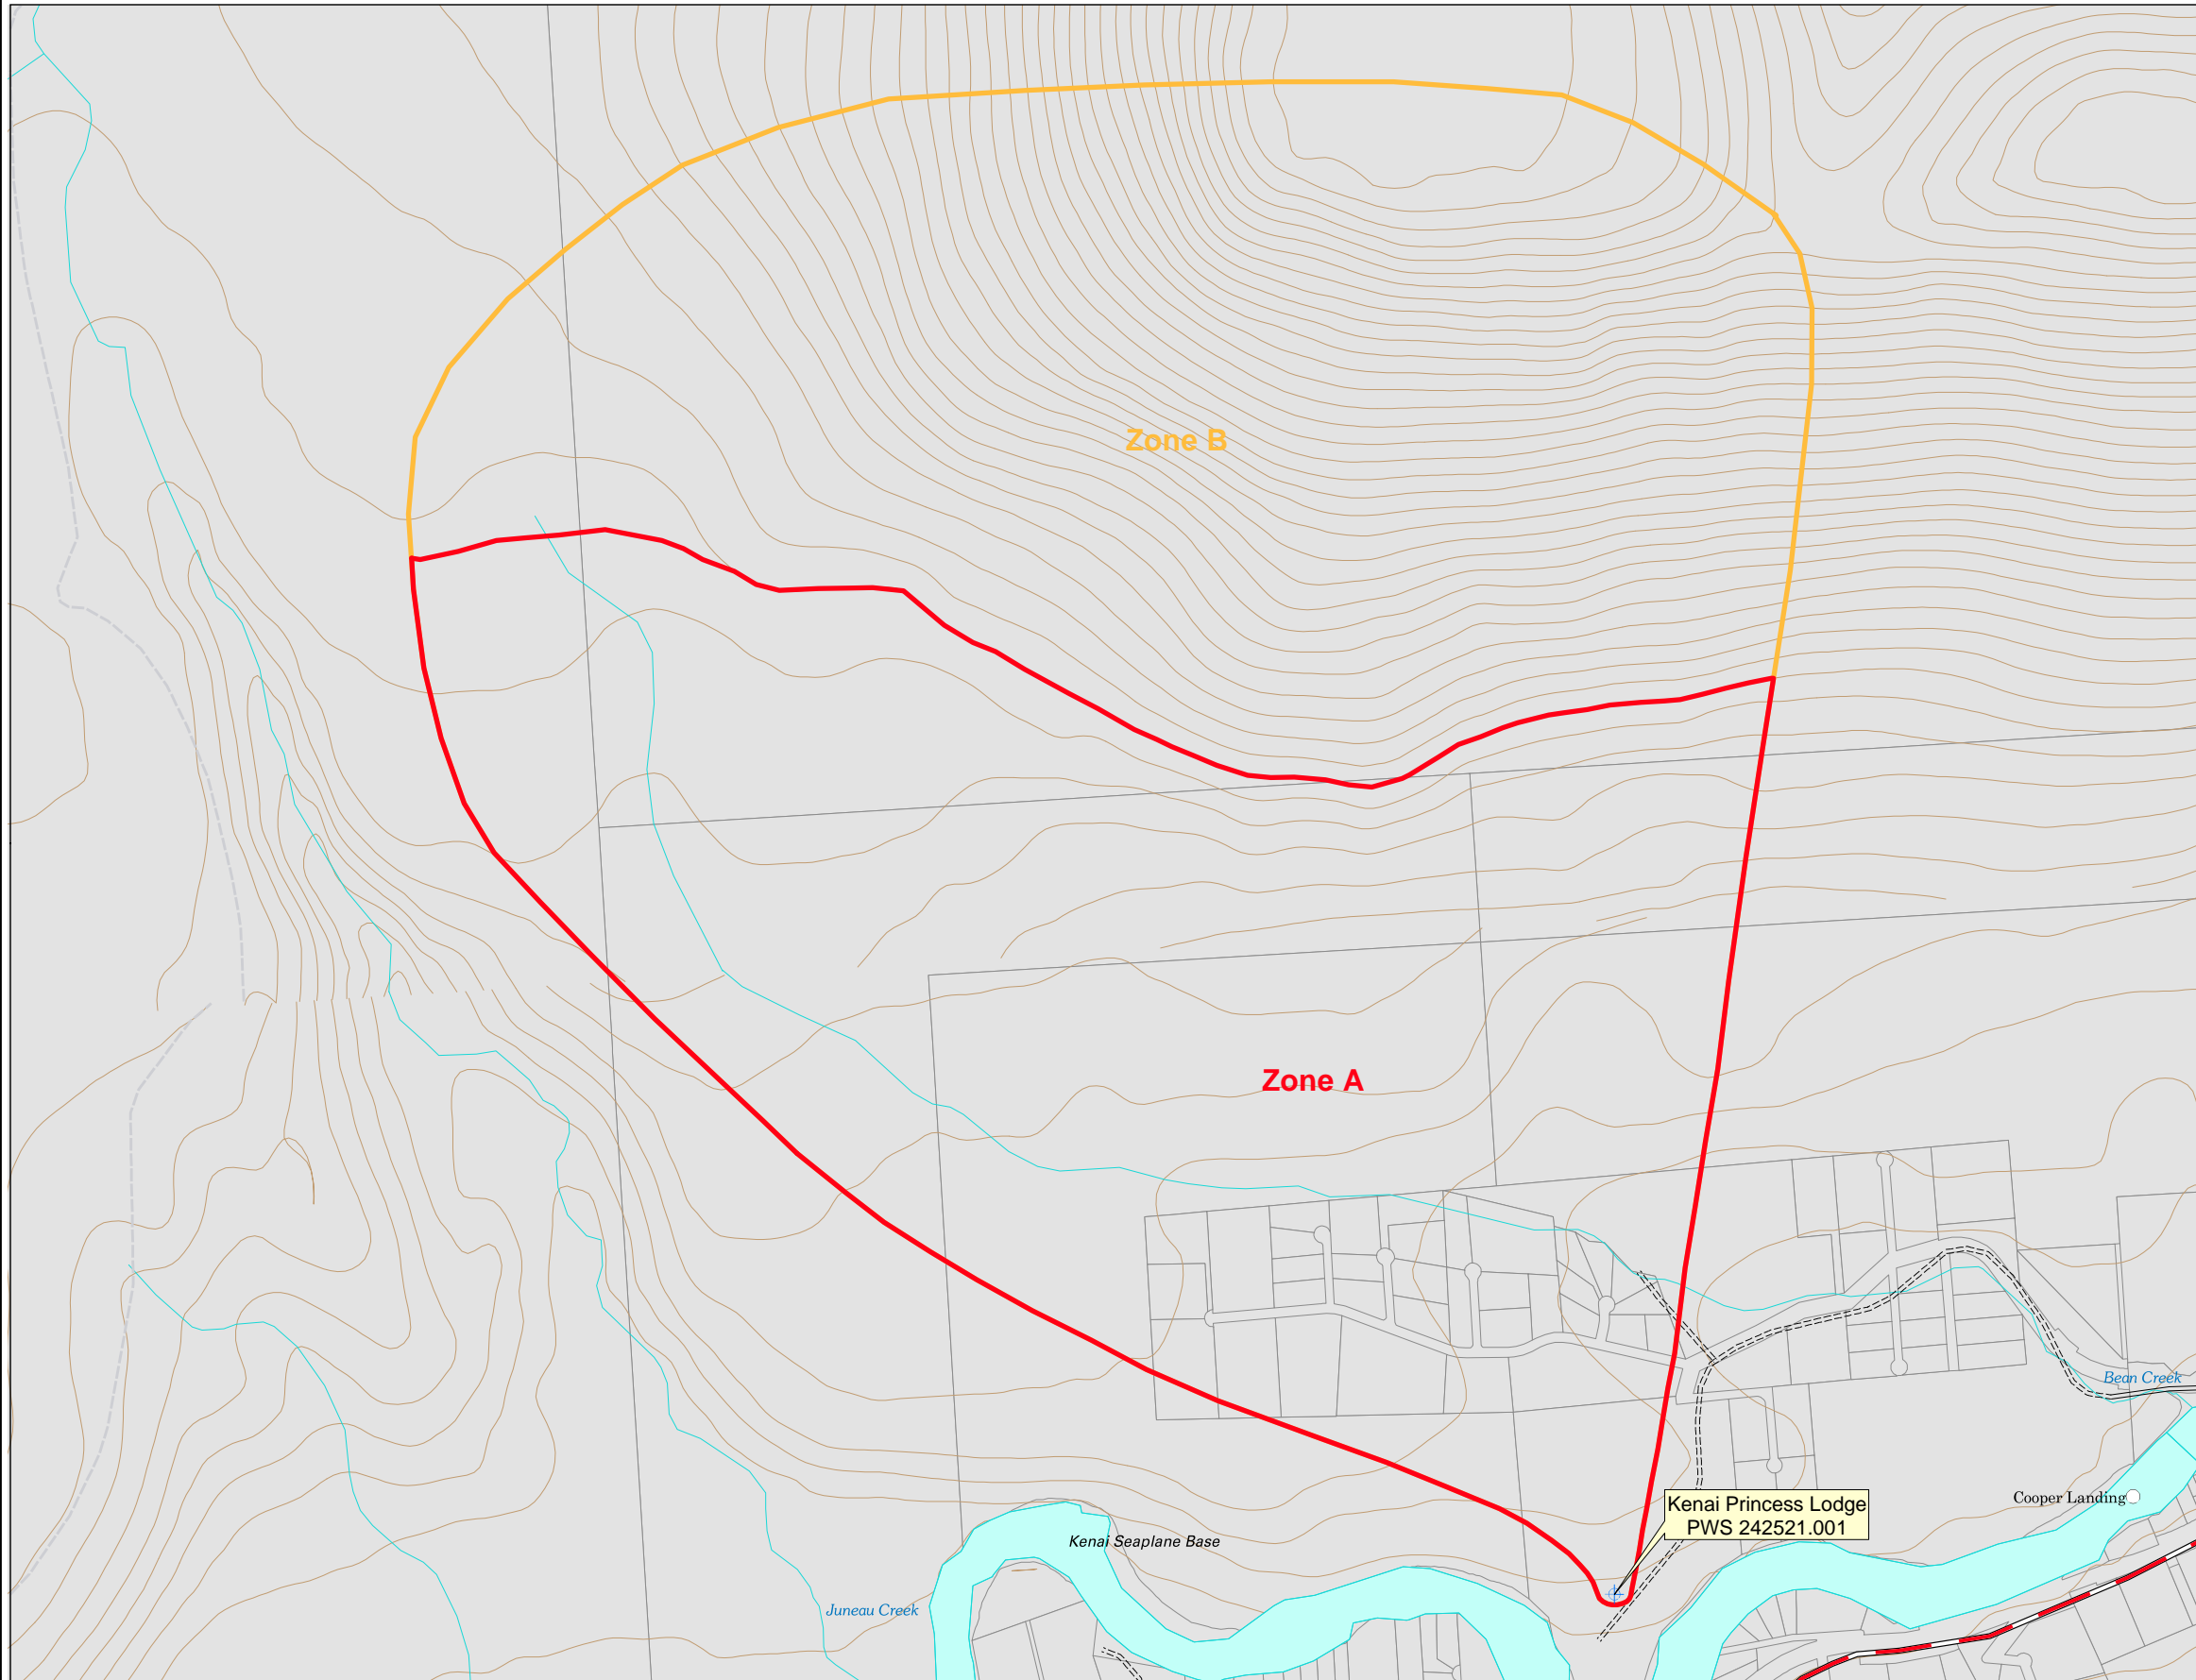 Zone B
Zone A
Bean Creek
Cooper Landing
Kenai Princess Lodge
PWS 242521.001
Kenai Seaplane Base
Juneau Creek